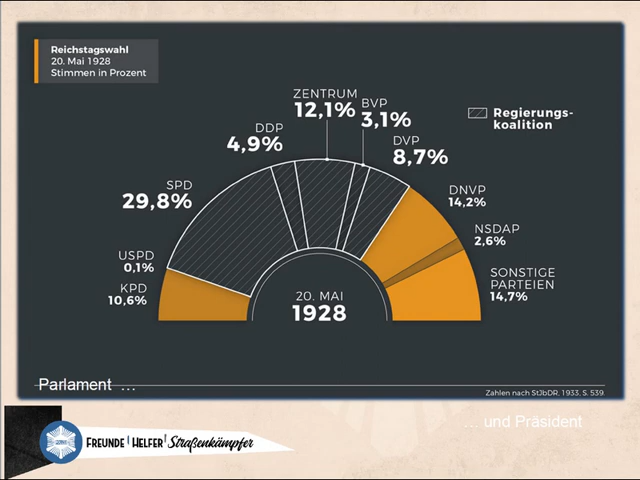 Reichstagswahl
20. Mai 1928
Stimmen in Prozent
ZENTRUM
12,1%
BVP
3,1%
Regierungs-
koalition
DDP
4,9%
DVP
8,7%
SPD
29,8%
DNVP
14,2%
NSDAP
2,6%
USPD
0,1%
KPD
10,6%
SONSTIGE
PARTEIEN
14,7%
20. MAI
1928
Parlament …
Zahlen nach StJbDR, 1933, S. 539.
… und Präsident
FREUNDE | HELFER | Straßenkämpfer